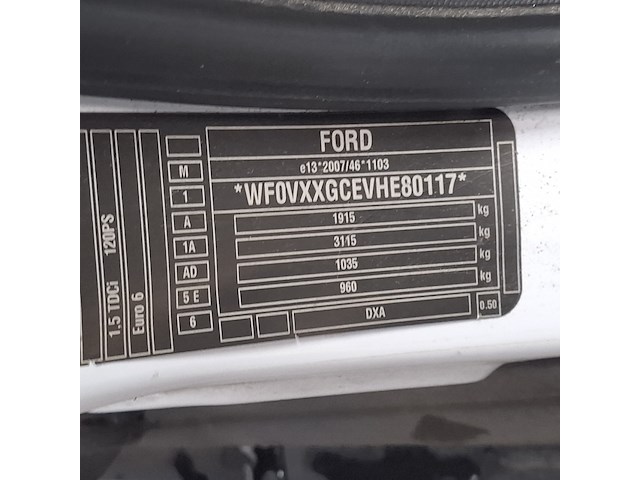 FORD
e13*2007/46*1103
*WF0VXXGCEVHE80117*
1915 kg
3115 kg
1035 kg
960 kg
DXA 0.50
M
1
A
1A
AD
5 E
6
1.5 TDCi 120PS
Euro 6